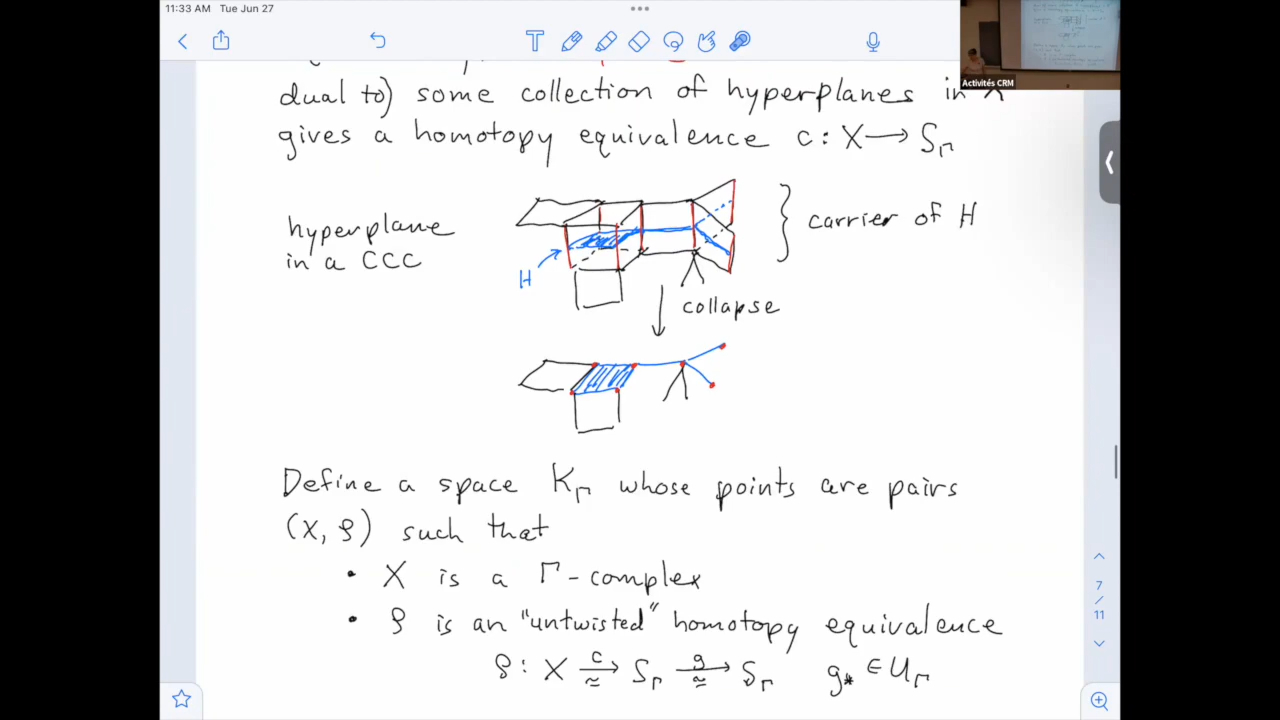 11:33 AM Tue Jun 27
Activités CRM
dual to) some collection of hyperplanes in X
gives a homotopy equivalence c : X → S_Γ
hyperplane
in a CCC
H
} carrier of H
collapse
Define a space K_Γ whose points are pairs
(X, ρ) such that
• X is a Γ-complex
• ρ is an "untwisted" homotopy equivalence
ρ : X →^c_≃ S_Γ →^g_≃ S_Γ g_* ∈ U_Γ
7
/
11